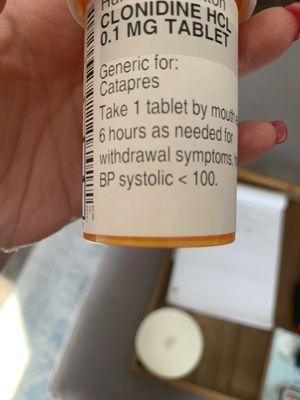 CLONIDINE HCL
0.1 MG TABLET
Generic for:
Catapres
Take 1 tablet by mouth
6 hours as needed for
withdrawal symptoms,
BP systolic < 100.